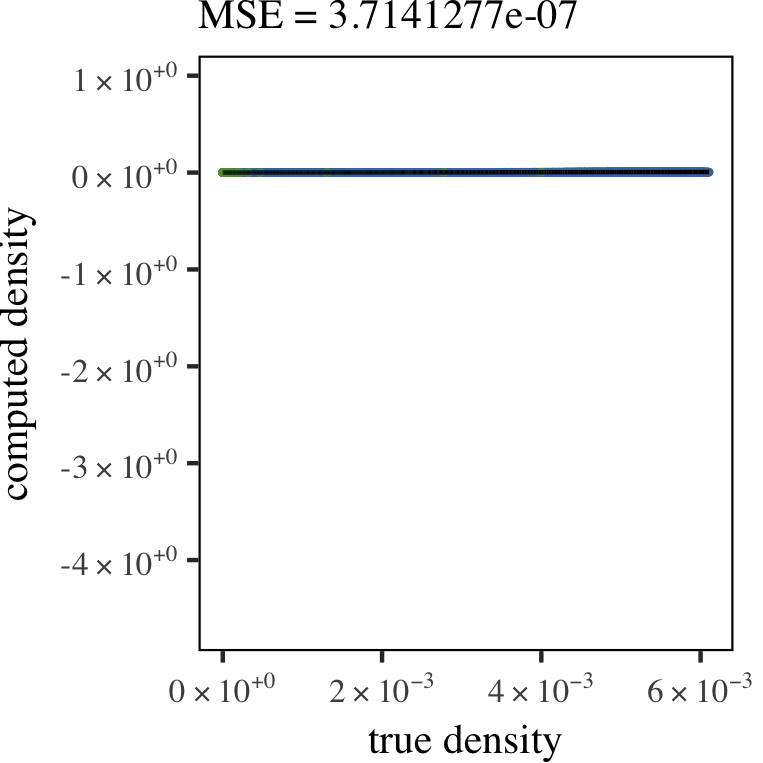 MSE = 3.7141277e-07
1 × 10⁺⁰
0 × 10⁺⁰
-1 × 10⁺⁰
-2 × 10⁺⁰
-3 × 10⁺⁰
-4 × 10⁺⁰
computed density
0 × 10⁺⁰ 2 × 10⁻³ 4 × 10⁻³ 6 × 10⁻³
true density